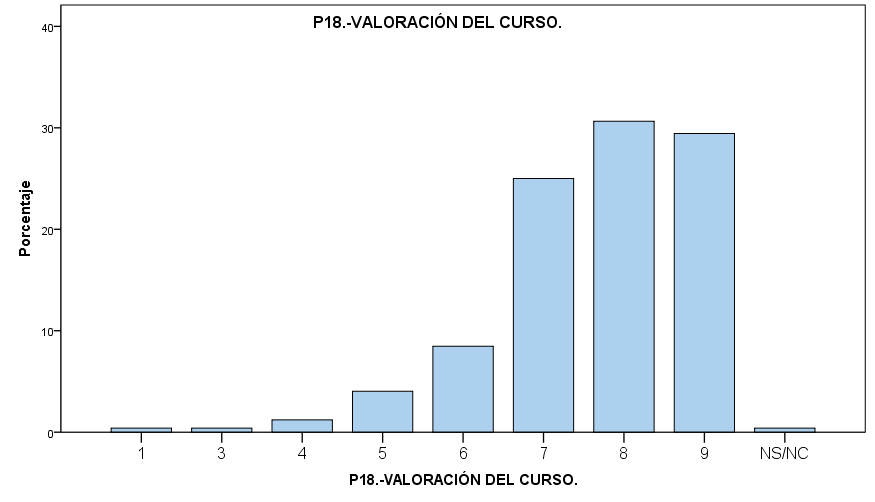 P18.-VALORACIÓN DEL CURSO.
40
30
20
10
0
Porcentaje
1 3 4 5 6 7 8 9 NS/NC
P18.-VALORACIÓN DEL CURSO.